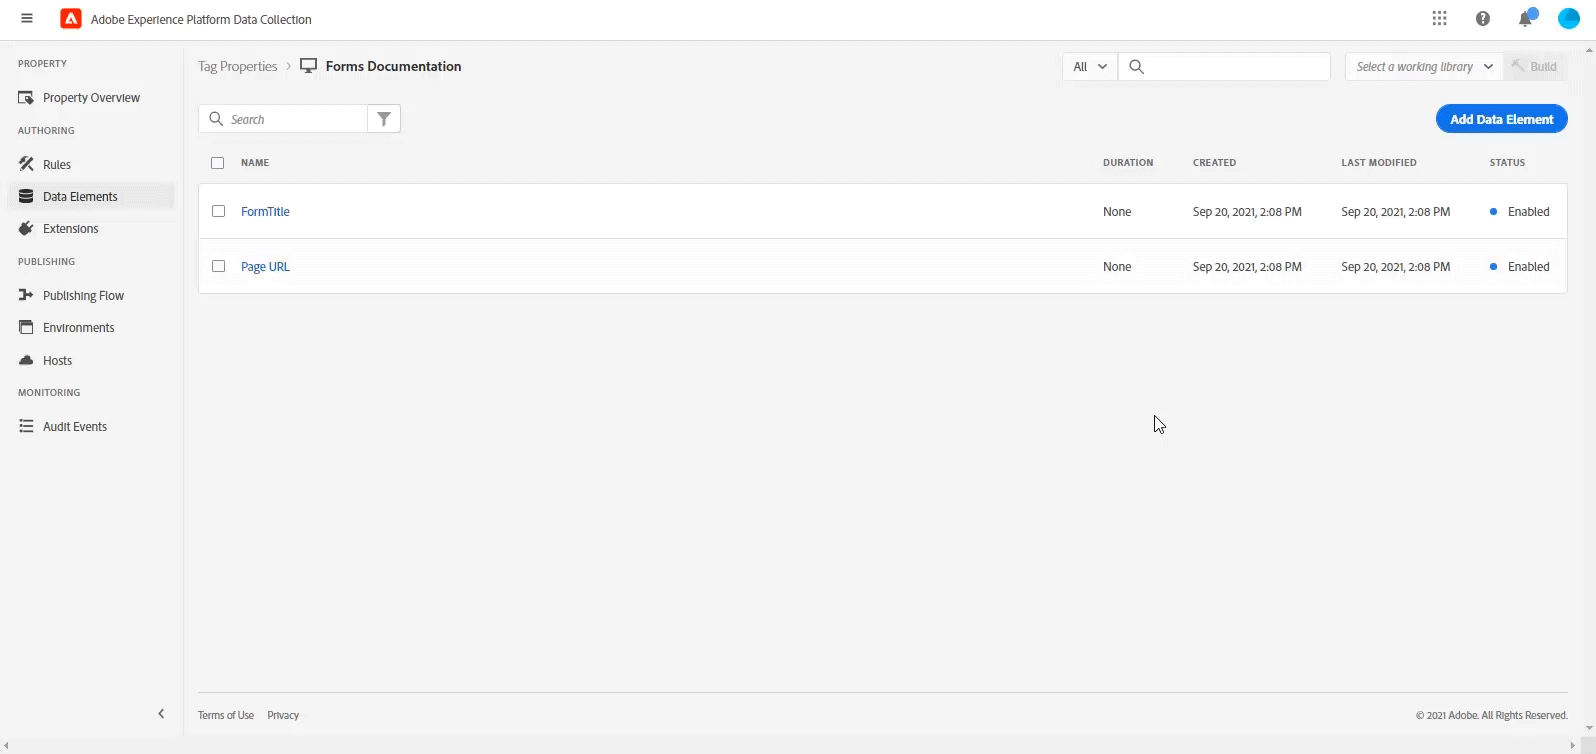 Adobe Experience Platform Data Collection
PROPERTY
Property Overview
AUTHORING
Rules
Data Elements
Extensions
PUBLISHING
Publishing Flow
Environments
Hosts
MONITORING
Audit Events
Tag Properties > Forms Documentation
All
Select a working library
Build
Search
Add Data Element
NAME DURATION CREATED LAST MODIFIED STATUS
FormTitle None Sep 20, 2021, 2:08 PM Sep 20, 2021, 2:08 PM Enabled
Page URL None Sep 20, 2021, 2:08 PM Sep 20, 2021, 2:08 PM Enabled
Terms of Use Privacy
© 2021 Adobe. All Rights Reserved.